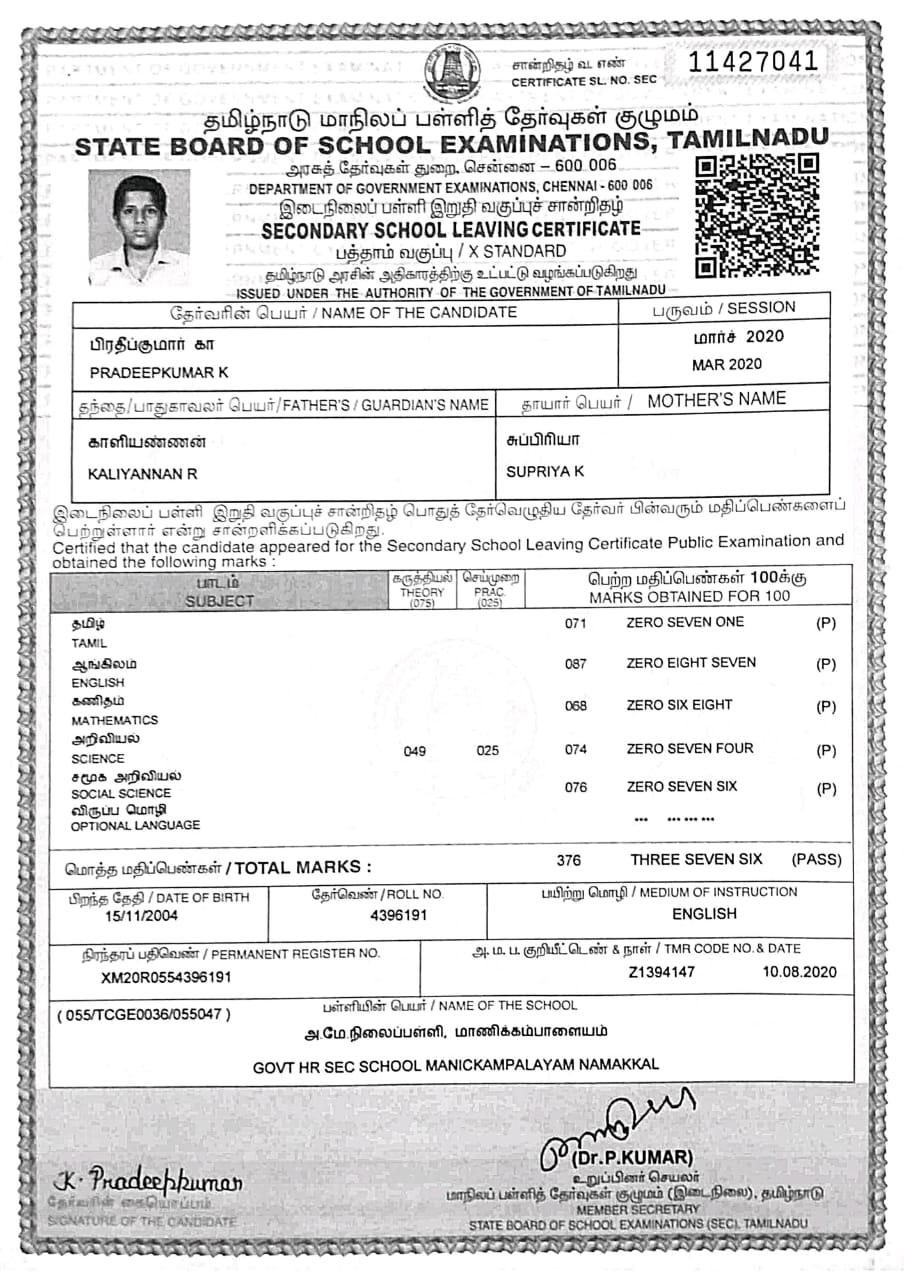 சான்றிதழ் வ. எண்
CERTIFICATE SL. NO. SEC
11427041
தமிழ்நாடு மாநிலப் பள்ளித் தேர்வுகள் குழுமம்
STATE BOARD OF SCHOOL EXAMINATIONS, TAMILNADU
அரசுத் தேர்வுகள் துறை, சென்னை – 600 006
DEPARTMENT OF GOVERNMENT EXAMINATIONS, CHENNAI - 600 006
இடைநிலைப் பள்ளி இறுதி வகுப்புச் சான்றிதழ்
SECONDARY SCHOOL LEAVING CERTIFICATE
பத்தாம் வகுப்பு / X STANDARD
தமிழ்நாடு அரசின் அதிகாரத்திற்கு உட்பட்டு வழங்கப்படுகிறது
ISSUED UNDER THE AUTHORITY OF THE GOVERNMENT OF TAMILNADU
தேர்வரின் பெயர் / NAME OF THE CANDIDATE பருவம் / SESSION
பிரதீப்குமார் கா மார்ச் 2020
PRADEEPKUMAR K MAR 2020
தந்தை/பாதுகாவலர் பெயர்/FATHER'S / GUARDIAN'S NAME தாயார் பெயர் / MOTHER'S NAME
காளியண்ணன் சுப்பிரியா
KALIYANNAN R SUPRIYA K
இடைநிலைப் பள்ளி இறுதி வகுப்புச் சான்றிதழ் பொதுத் தேர்வெழுதிய தேர்வர் பின்வரும் மதிப்பெண்களைப்
பெற்றுள்ளார் என்று சான்றளிக்கப்படுகிறது.
Certified that the candidate appeared for the Secondary School Leaving Certificate Public Examination and
obtained the following marks :
பாடம் கருத்தியல் செய்முறை பெற்ற மதிப்பெண்கள் 100க்கு
SUBJECT THEORY (075) PRAC. (025) MARKS OBTAINED FOR 100
தமிழ்
TAMIL 071 ZERO SEVEN ONE (P)
ஆங்கிலம்
ENGLISH 087 ZERO EIGHT SEVEN (P)
கணிதம்
MATHEMATICS 068 ZERO SIX EIGHT (P)
அறிவியல்
SCIENCE 049 025 074 ZERO SEVEN FOUR (P)
சமூக அறிவியல்
SOCIAL SCIENCE 076 ZERO SEVEN SIX (P)
விருப்ப மொழி
OPTIONAL LANGUAGE *** *** ***
மொத்த மதிப்பெண்கள் / TOTAL MARKS : 376 THREE SEVEN SIX (PASS)
பிறந்த தேதி / DATE OF BIRTH தேர்வெண் / ROLL NO. பயிற்று மொழி / MEDIUM OF INSTRUCTION
15/11/2004 4396191 ENGLISH
நிரந்தரப் பதிவெண் / PERMANENT REGISTER NO. அ. ம. ப. குறியீட்டெண் & நாள் / TMR CODE NO. & DATE
XM20R0554396191 Z1394147 10.08.2020
பள்ளியின் பெயர் / NAME OF THE SCHOOL
( 055/TCGE0036/055047 )
அ.மே.நிலைப்பள்ளி, மாணிக்கம்பாளையம்
GOVT HR SEC SCHOOL MANICKAMPALAYAM NAMAKKAL
K. Pradeepkumar
தேர்வரின் கையொப்பம்
SIGNATURE OF THE CANDIDATE
(Dr.P.KUMAR)
உறுப்பினர் செயலர்
மாநிலப் பள்ளித் தேர்வுகள் குழுமம் (இடைநிலை), தமிழ்நாடு
MEMBER SECRETARY
STATE BOARD OF SCHOOL EXAMINATIONS (SEC), TAMILNADU